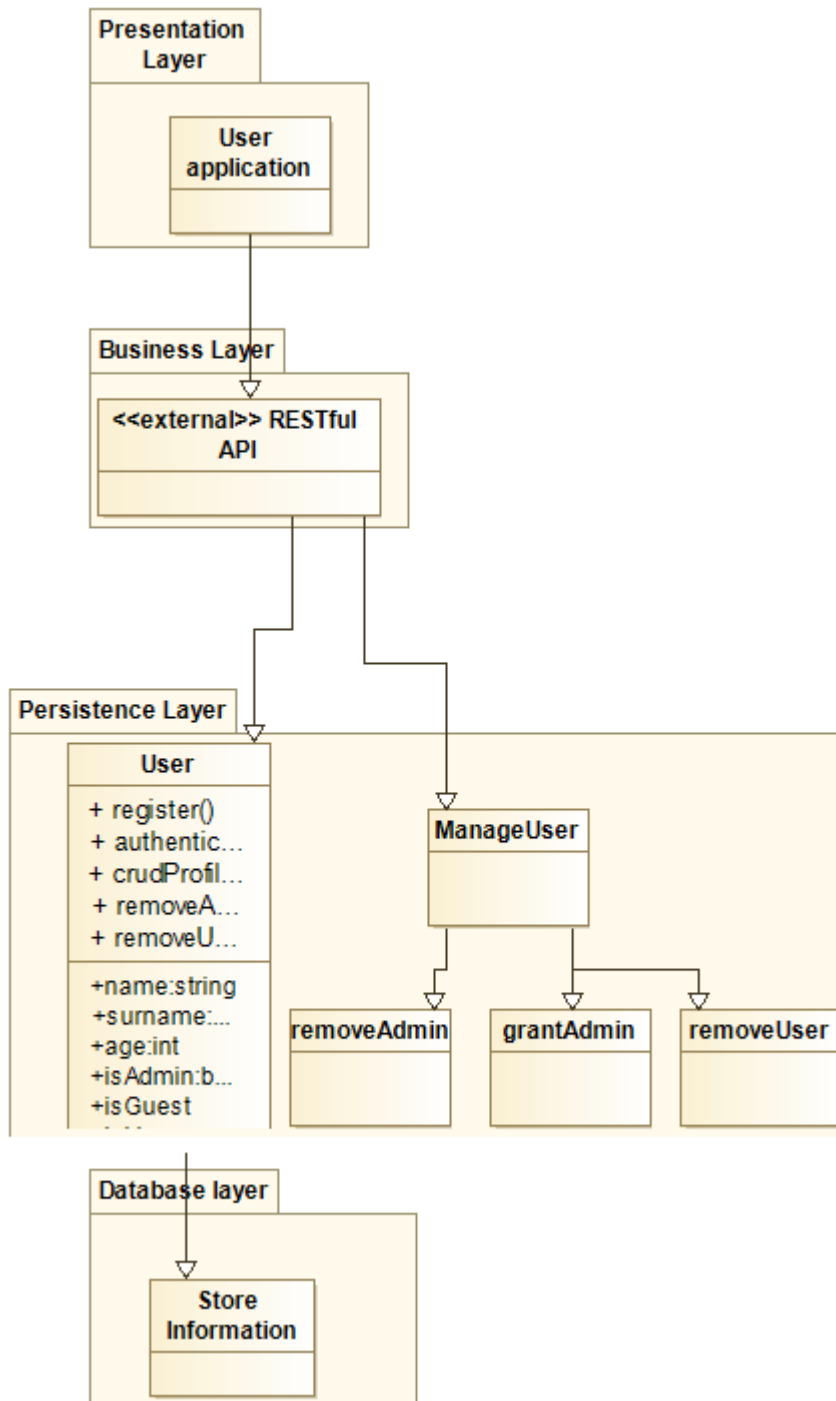 Presentation
Layer
User
application
Business Layer
<<external>> RESTful
API
Persistence Layer
User
+ register()
+ authentic...
+ crudProfil...
+ removeA...
+ removeU...
+name:string
+surname:...
+age:int
+isAdmin:b...
+isGuest
ManageUser
removeAdmin
grantAdmin
removeUser
Database layer
Store
Information